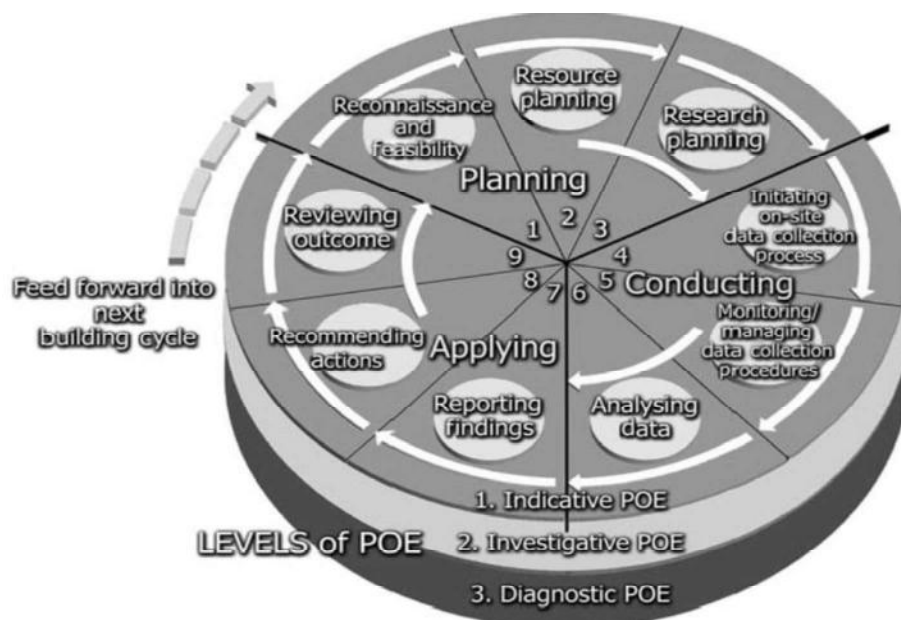 Reconnaissance
and
feasibility
Resource
planning
Research
planning
Planning
1
2
3
Initiating
on-site
data collection
process
4
Conducting
5
Monitoring/
managing
data collection
procedures
6
Analysing
data
7
Reporting
findings
Applying
8
Recommending
actions
9
Reviewing
outcome
Feed forward into
next
building cycle
LEVELS of POE
1. Indicative POE
2. Investigative POE
3. Diagnostic POE